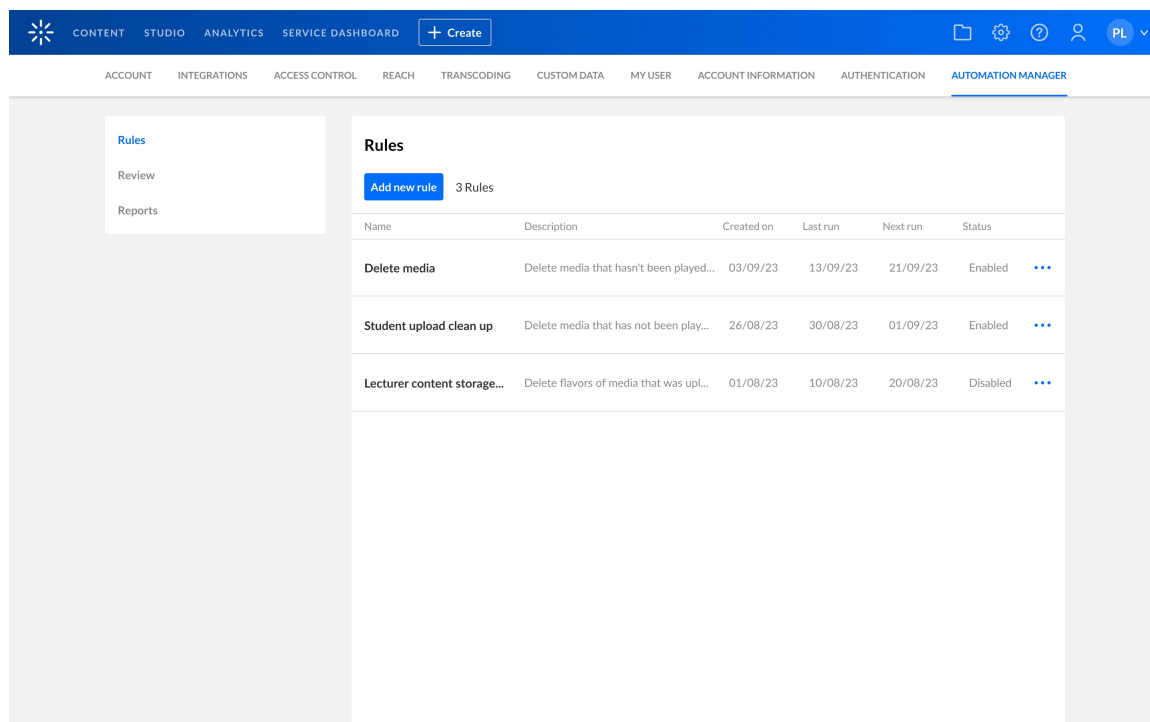 CONTENT STUDIO ANALYTICS SERVICE DASHBOARD + Create PL
ACCOUNT INTEGRATIONS ACCESS CONTROL REACH TRANSCODING CUSTOM DATA MY USER ACCOUNT INFORMATION AUTHENTICATION AUTOMATION MANAGER
Rules
Review
Reports
Rules
Add new rule 3 Rules
Name Description Created on Last run Next run Status
Delete media Delete media that hasn't been played... 03/09/23 13/09/23 21/09/23 Enabled
Student upload clean up Delete media that has not been play... 26/08/23 30/08/23 01/09/23 Enabled
Lecturer content storage... Delete flavors of media that was upl... 01/08/23 10/08/23 20/08/23 Disabled